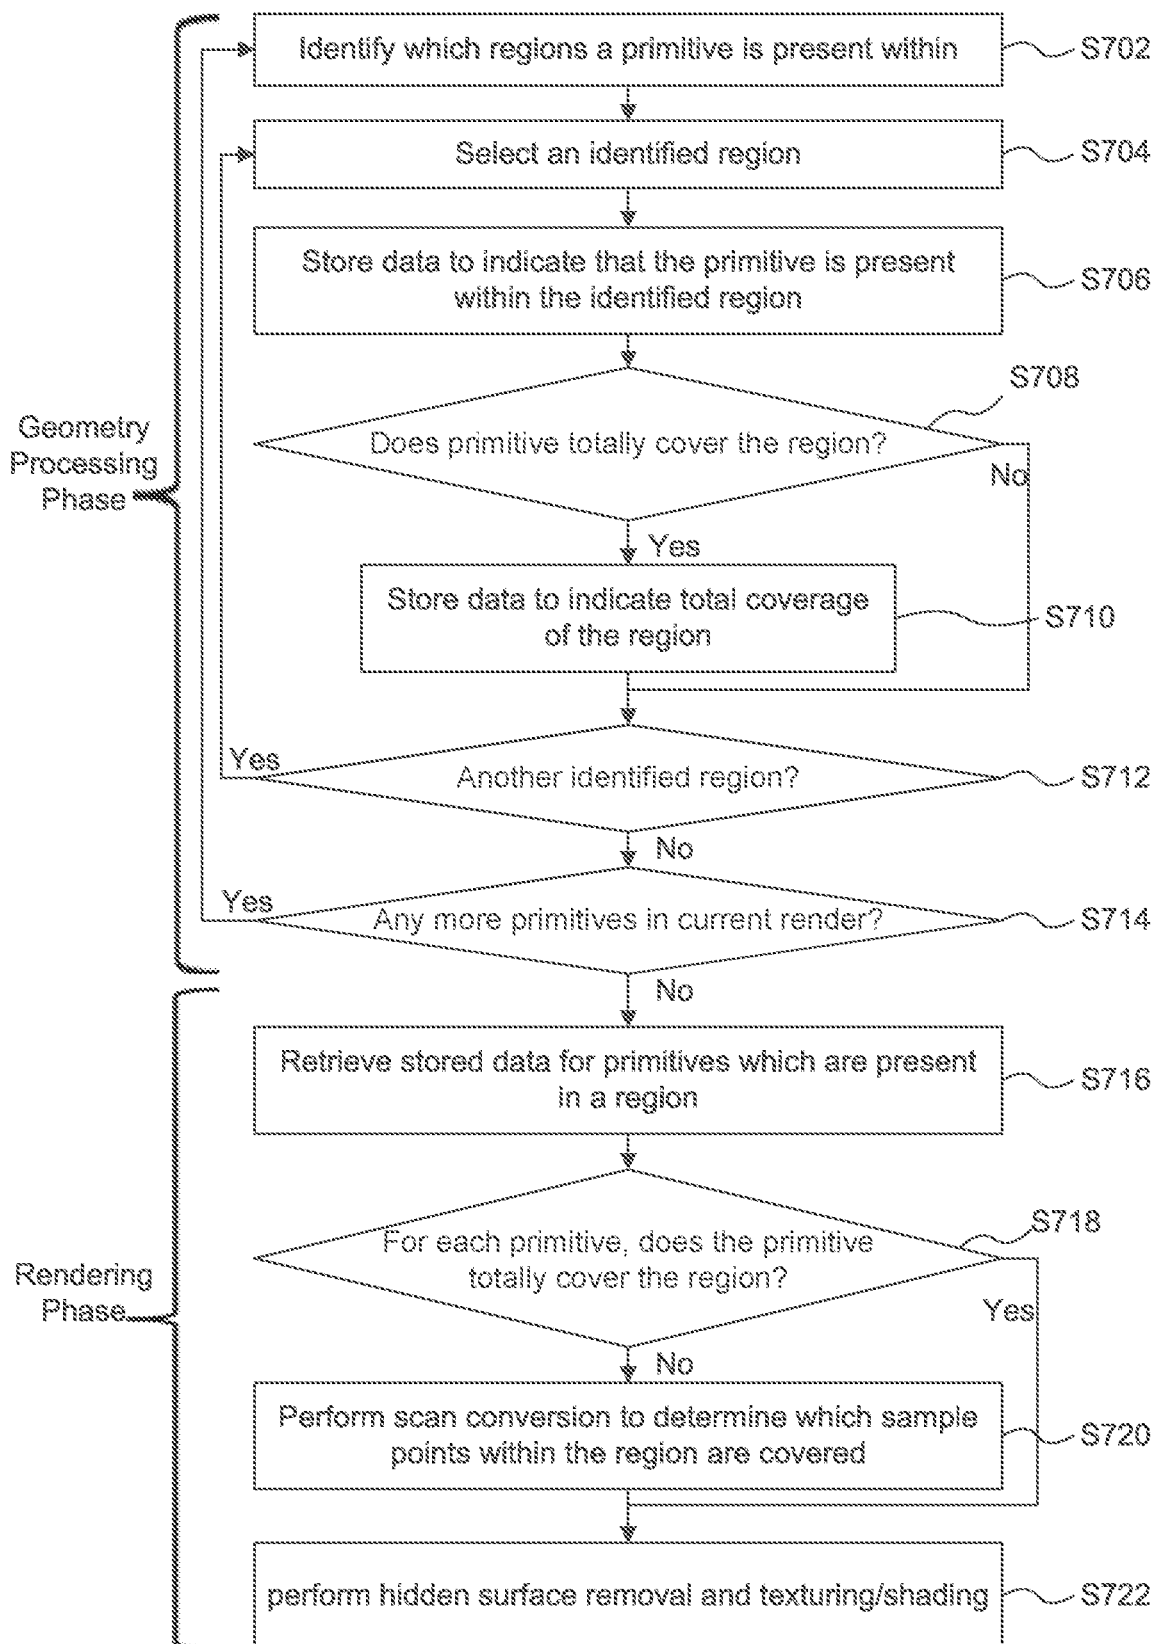 Identify which regions a primitive is present within
S702
Select an identified region
S704
Store data to indicate that the primitive is present
within the identified region
S706
S708
Does primitive totally cover the region?
No
Geometry
Processing
Phase
Yes
Store data to indicate total coverage
of the region
S710
Yes
Another identified region?
S712
No
Yes
Any more primitives in current render?
S714
No
Retrieve stored data for primitives which are present
in a region
S716
S718
For each primitive, does the primitive
totally cover the region?
Rendering
Phase
Yes
No
Perform scan conversion to determine which sample
points within the region are covered
S720
perform hidden surface removal and texturing/shading
S722